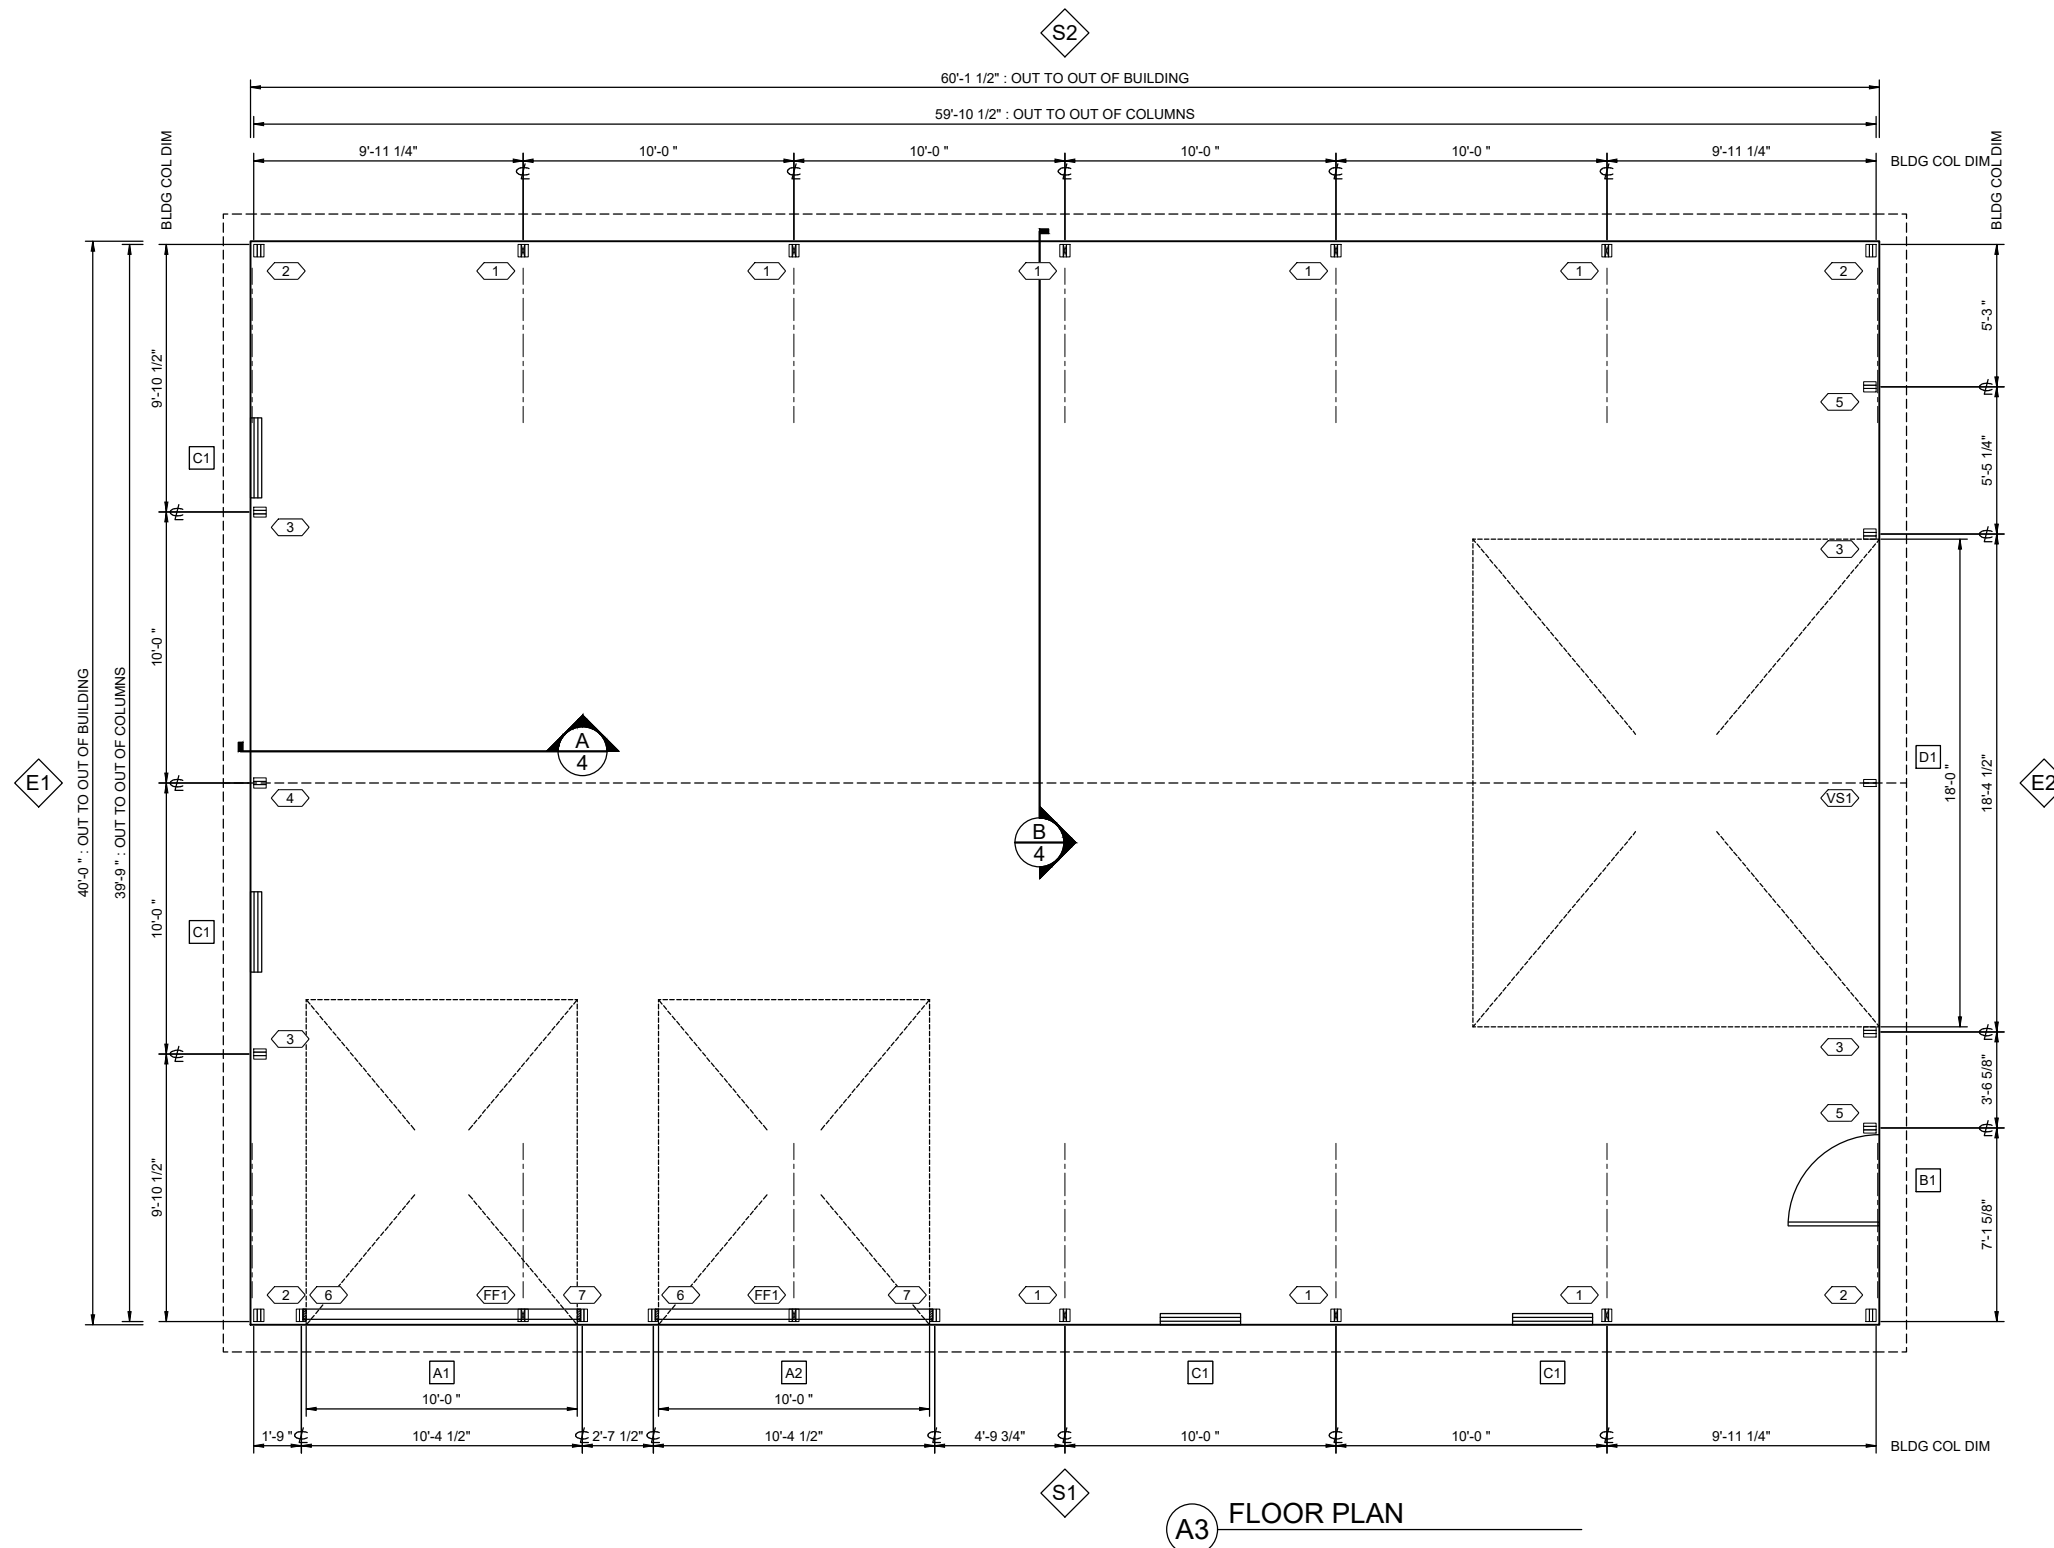 S2
60'-1 1/2" : OUT TO OUT OF BUILDING
59'-10 1/2" : OUT TO OUT OF COLUMNS
9'-11 1/4" 10'-0 " 10'-0 " 10'-0 " 10'-0 " 9'-11 1/4" BLDG COL DIM
BLDG COL DIM
BLDG COL DIM
2 1 1 1 1 1 2
5'-3 "
9'-10 1/2"
5
5'-5 1/4"
C1
3
3
10'-0 "
40'-0 " : OUT TO OUT OF BUILDING
39'-9 " : OUT TO OUT OF COLUMNS
A
4
E1
4
VS1
D1
18'-0 "
18'-4 1/2"
E2
B
4
10'-0 "
C1
3
3
3'-6 5/8"
5
9'-10 1/2"
B1
7'-1 5/8"
2 6 FF1 7 6 FF1 7 1 1 1 2
A1 A2 C1 C1
10'-0 " 10'-0 "
1'-9 " 10'-4 1/2" 2'-7 1/2" 10'-4 1/2" 4'-9 3/4" 10'-0 " 10'-0 " 9'-11 1/4" BLDG COL DIM
S1
A3 FLOOR PLAN